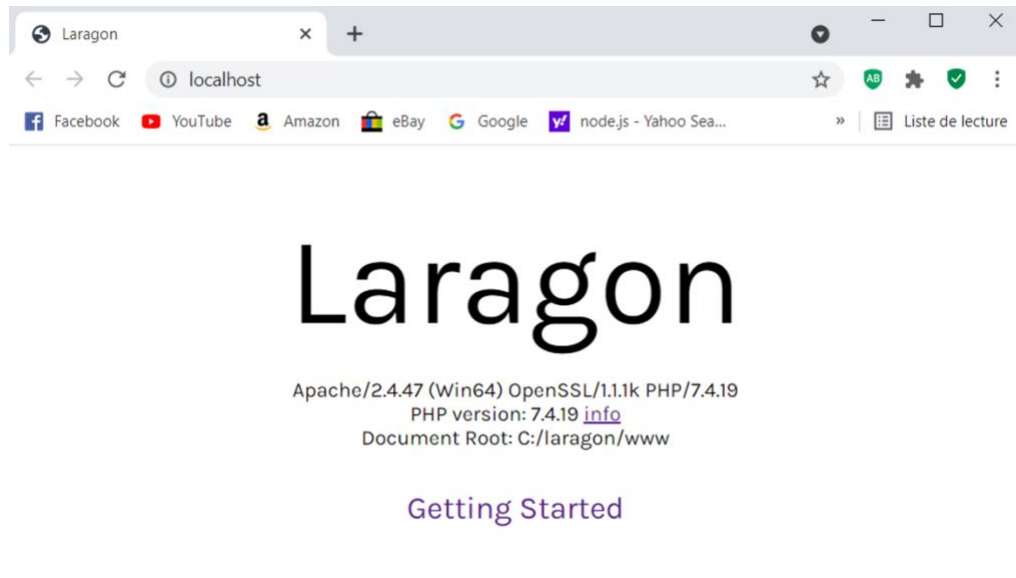 Laragon
localhost
AB
Facebook YouTube a Amazon eBay G Google y! node.js - Yahoo Sea... » Liste de lecture
Laragon
Apache/2.4.47 (Win64) OpenSSL/1.1.1k PHP/7.4.19
PHP version: 7.4.19 info
Document Root: C:/laragon/www
Getting Started